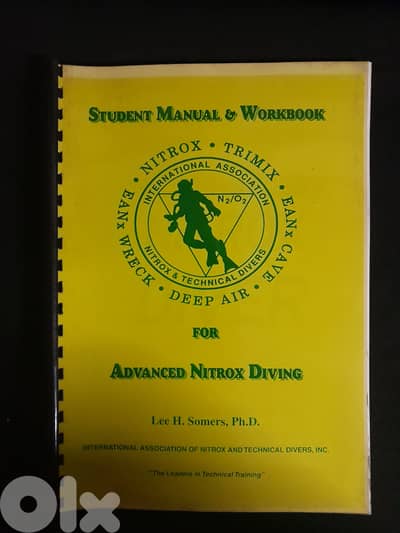 STUDENT MANUAL & WORKBOOK
NITROX • TRIMIX • EANx CAVE • DEEP AIR • EANx WRECK •
INTERNATIONAL ASSOCIATION
N2/O2
NITROX & TECHNICAL DIVERS
FOR
ADVANCED NITROX DIVING
Lee H. Somers, Ph.D.
INTERNATIONAL ASSOCIATION OF NITROX AND TECHNICAL DIVERS, INC.
"The Leaders in Technical Training"
OLX